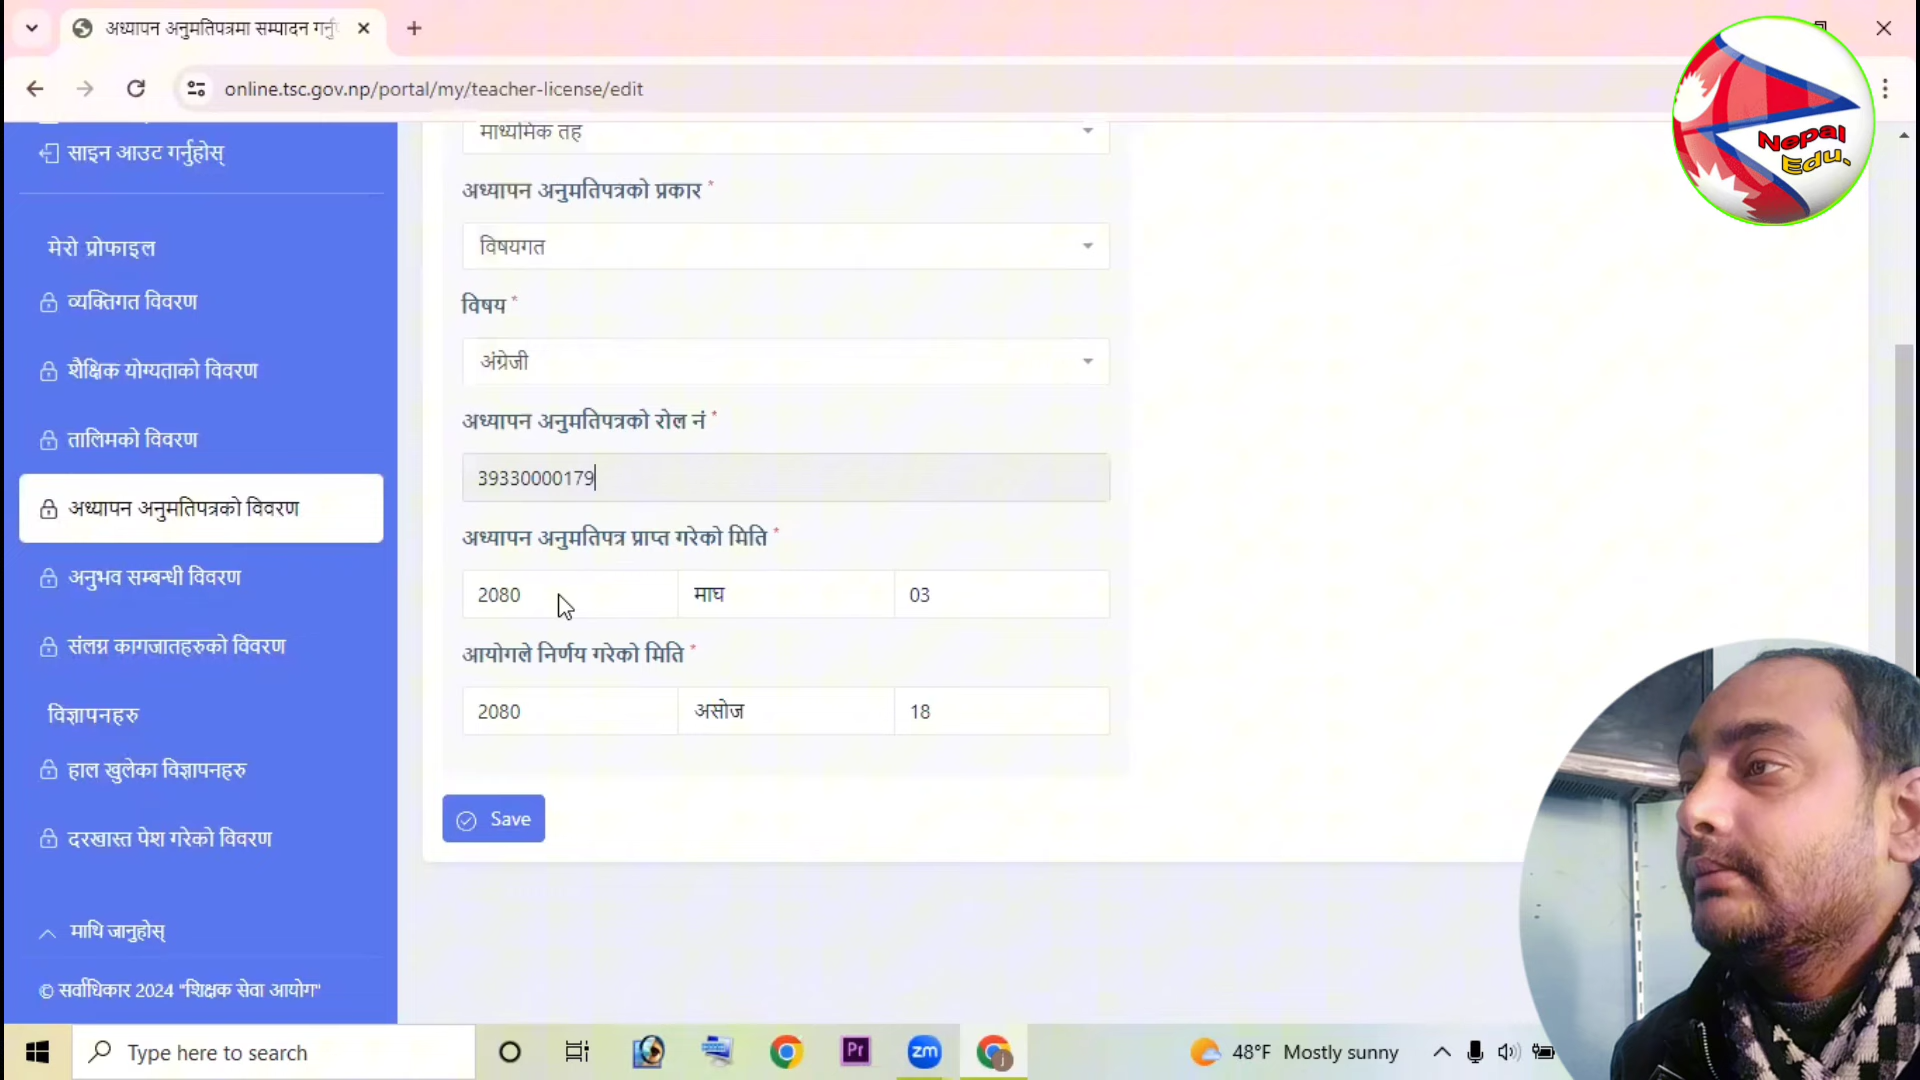 अध्यापन अनुमतिपत्रमा सम्पादन गर्नु
online.tsc.gov.np/portal/my/teacher-license/edit
Nepal
Edu.
साइन आउट गर्नुहोस्
मेरो प्रोफाइल
व्यक्तिगत विवरण
शैक्षिक योग्यताको विवरण
तालिमको विवरण
अध्यापन अनुमतिपत्रको विवरण
अनुभव सम्बन्धी विवरण
संलग्न कागजातहरुको विवरण
विज्ञापनहरु
हाल खुलेका विज्ञापनहरु
दरखास्त पेश गरेको विवरण
माथि जानुहोस्
© सर्वाधिकार 2024 "शिक्षक सेवा आयोग"
माध्यमिक तह
अध्यापन अनुमतिपत्रको प्रकार *
विषयगत
विषय *
अंग्रेजी
अध्यापन अनुमतिपत्रको रोल नं *
39330000179
अध्यापन अनुमतिपत्र प्राप्त गरेको मिति *
2080 माघ 03
आयोगले निर्णय गरेको मिति *
2080 असोज 18
Save
Type here to search
Pr
zm
j
48°F Mostly sunny